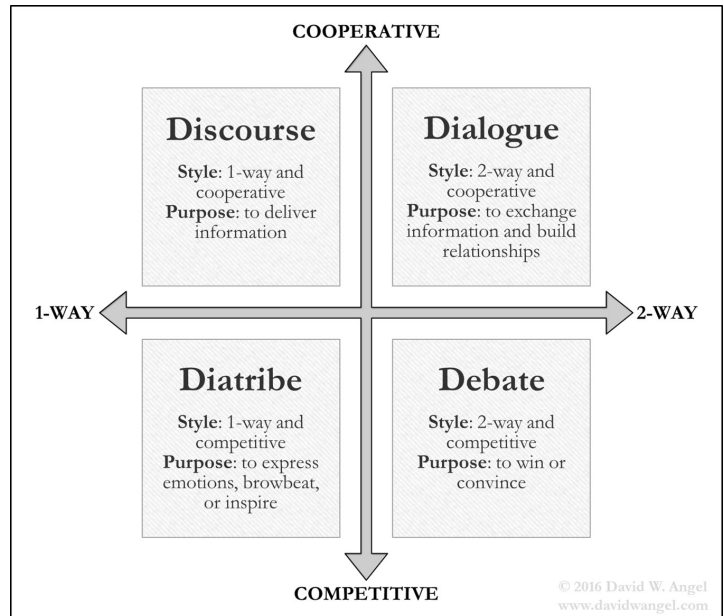 COOPERATIVE
Discourse
Style: 1-way and
cooperative
Purpose: to deliver
information
Dialogue
Style: 2-way and
cooperative
Purpose: to exchange
information and build
relationships
1-WAY
2-WAY
Diatribe
Style: 1-way and
competitive
Purpose: to express
emotions, browbeat,
or inspire
Debate
Style: 2-way and
competitive
Purpose: to win or
convince
COMPETITIVE
© 2016 David W. Angel
www.davidwangel.com